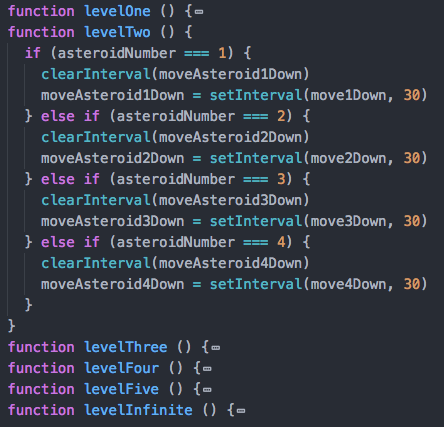 function levelOne () {⋯
function levelTwo () {
  if (asteroidNumber === 1) {
    clearInterval(moveAsteroid1Down)
    moveAsteroid1Down = setInterval(move1Down, 30)
  } else if (asteroidNumber === 2) {
    clearInterval(moveAsteroid2Down)
    moveAsteroid2Down = setInterval(move2Down, 30)
  } else if (asteroidNumber === 3) {
    clearInterval(moveAsteroid3Down)
    moveAsteroid3Down = setInterval(move3Down, 30)
  } else if (asteroidNumber === 4) {
    clearInterval(moveAsteroid4Down)
    moveAsteroid4Down = setInterval(move4Down, 30)
  }
}
function levelThree () {⋯
function levelFour () {⋯
function levelFive () {⋯
function levelInfinite () {⋯